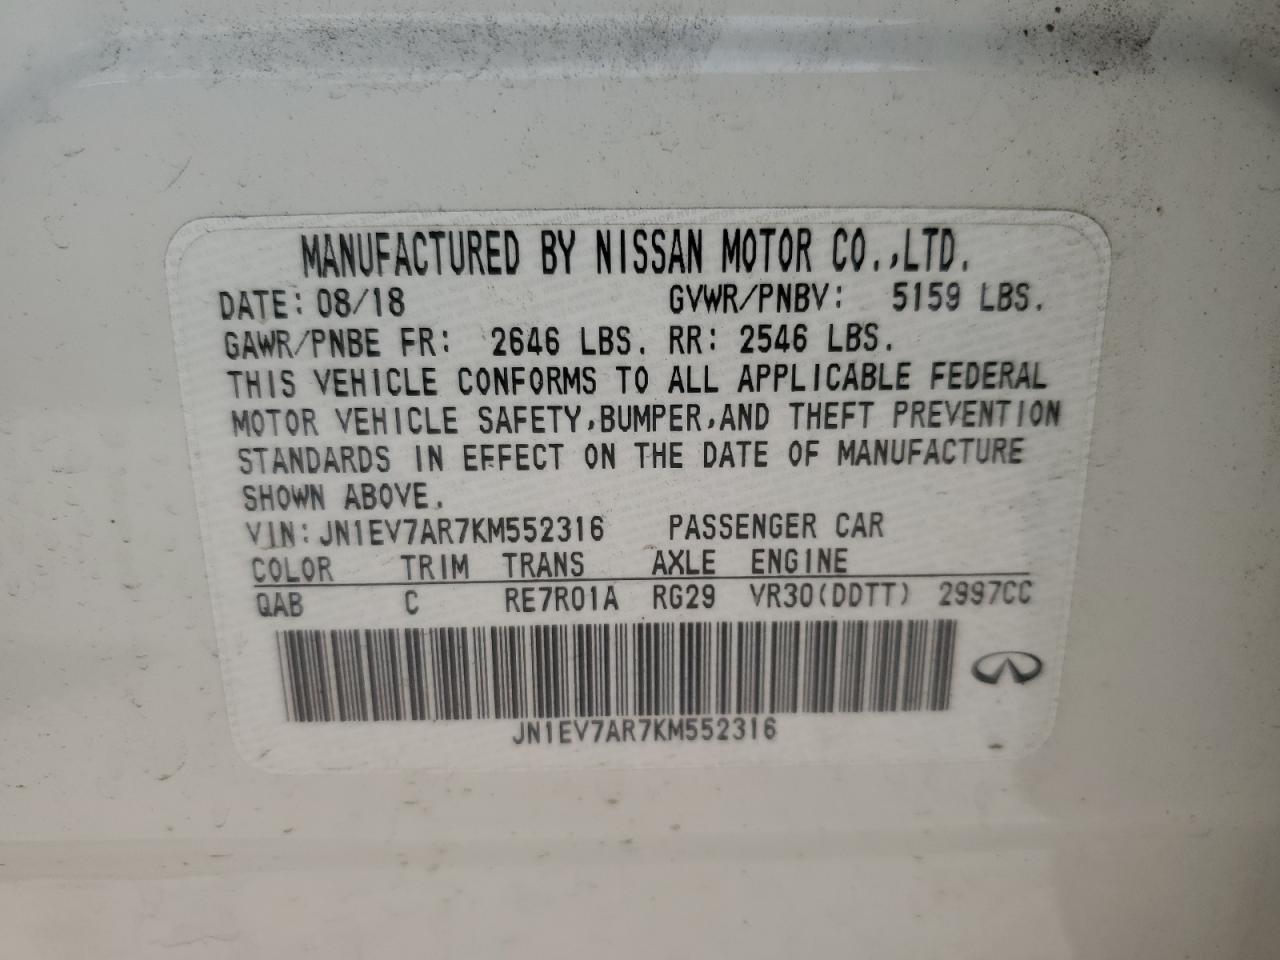 MANUFACTURED BY NISSAN MOTOR CO.,LTD.
DATE: 08/18 GVWR/PNBV: 5159 LBS.
GAWR/PNBE FR: 2646 LBS. RR: 2546 LBS.
THIS VEHICLE CONFORMS TO ALL APPLICABLE FEDERAL
MOTOR VEHICLE SAFETY,BUMPER,AND THEFT PREVENTION
STANDARDS IN EFFECT ON THE DATE OF MANUFACTURE
SHOWN ABOVE.
VIN:JN1EV7AR7KM552316 PASSENGER CAR
COLOR TRIM TRANS AXLE ENGINE
QAB C RE7R01A RG29 VR30(DDTT) 2997CC
JN1EV7AR7KM552316